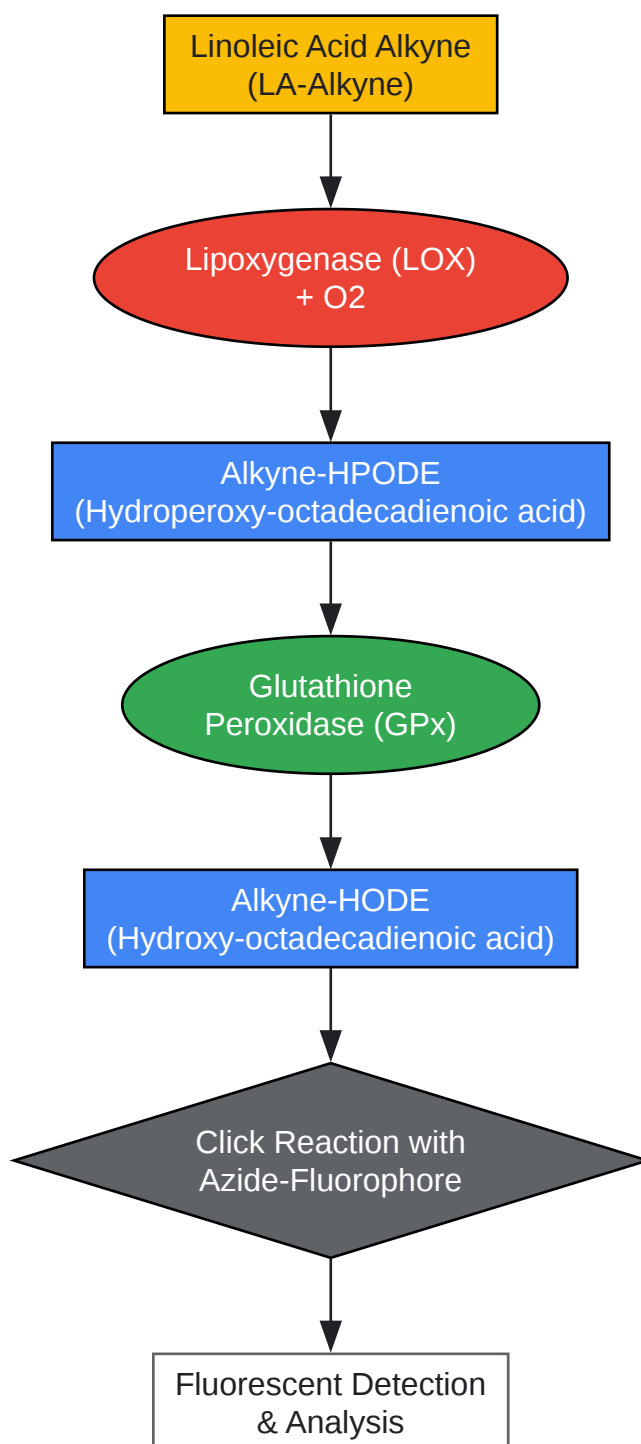 Linoleic Acid Alkyne
(LA-Alkyne)
Lipoxygenase (LOX)
+ O2
Alkyne-HPODE
(Hydroperoxy-octadecadienoic acid)
Glutathione
Peroxidase (GPx)
Alkyne-HODE
(Hydroxy-octadecadienoic acid)
Click Reaction with
Azide-Fluorophore
Fluorescent Detection
& Analysis